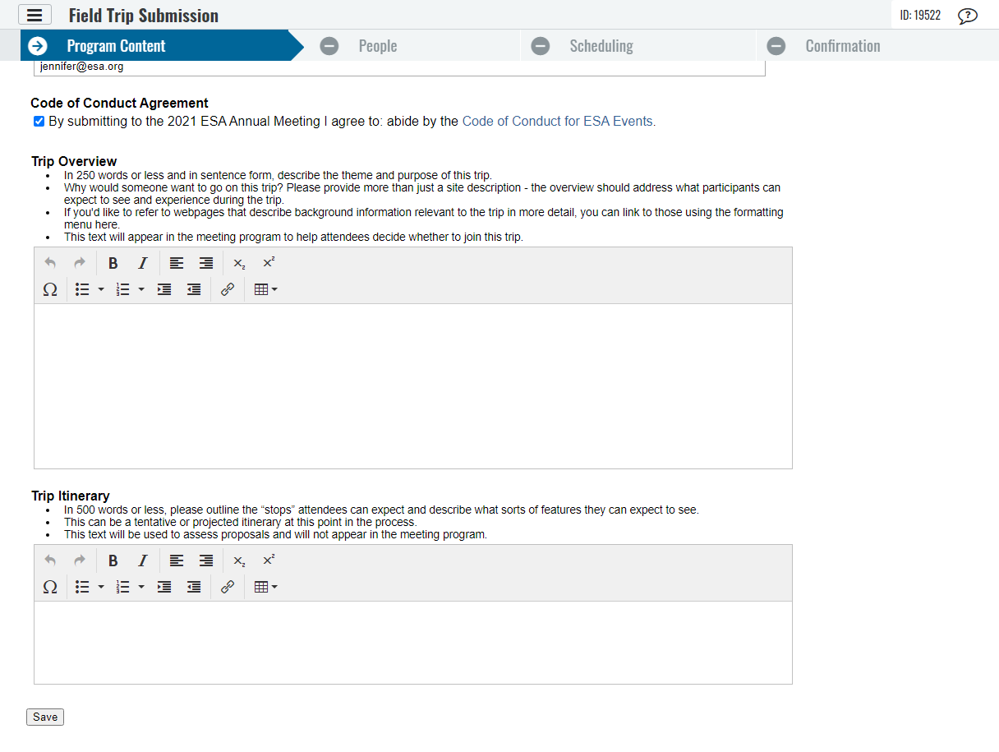 Field Trip Submission
ID: 19522
Program Content
People
Scheduling
Confirmation
jennifer@esa.org
Code of Conduct Agreement
By submitting to the 2021 ESA Annual Meeting I agree to: abide by the Code of Conduct for ESA Events.
Trip Overview
• In 250 words or less and in sentence form, describe the theme and purpose of this trip.
• Why would someone want to go on this trip? Please provide more than just a site description - the overview should address what participants can
expect to see and experience during the trip.
• If you'd like to refer to webpages that describe background information relevant to the trip in more detail, you can link to those using the formatting
menu here.
• This text will appear in the meeting program to help attendees decide whether to join this trip.
B I x₂ x²
Ω
Trip Itinerary
• In 500 words or less, please outline the “stops” attendees can expect and describe what sorts of features they can expect to see.
• This can be a tentative or projected itinerary at this point in the process.
• This text will be used to assess proposals and will not appear in the meeting program.
B I x₂ x²
Ω
Save